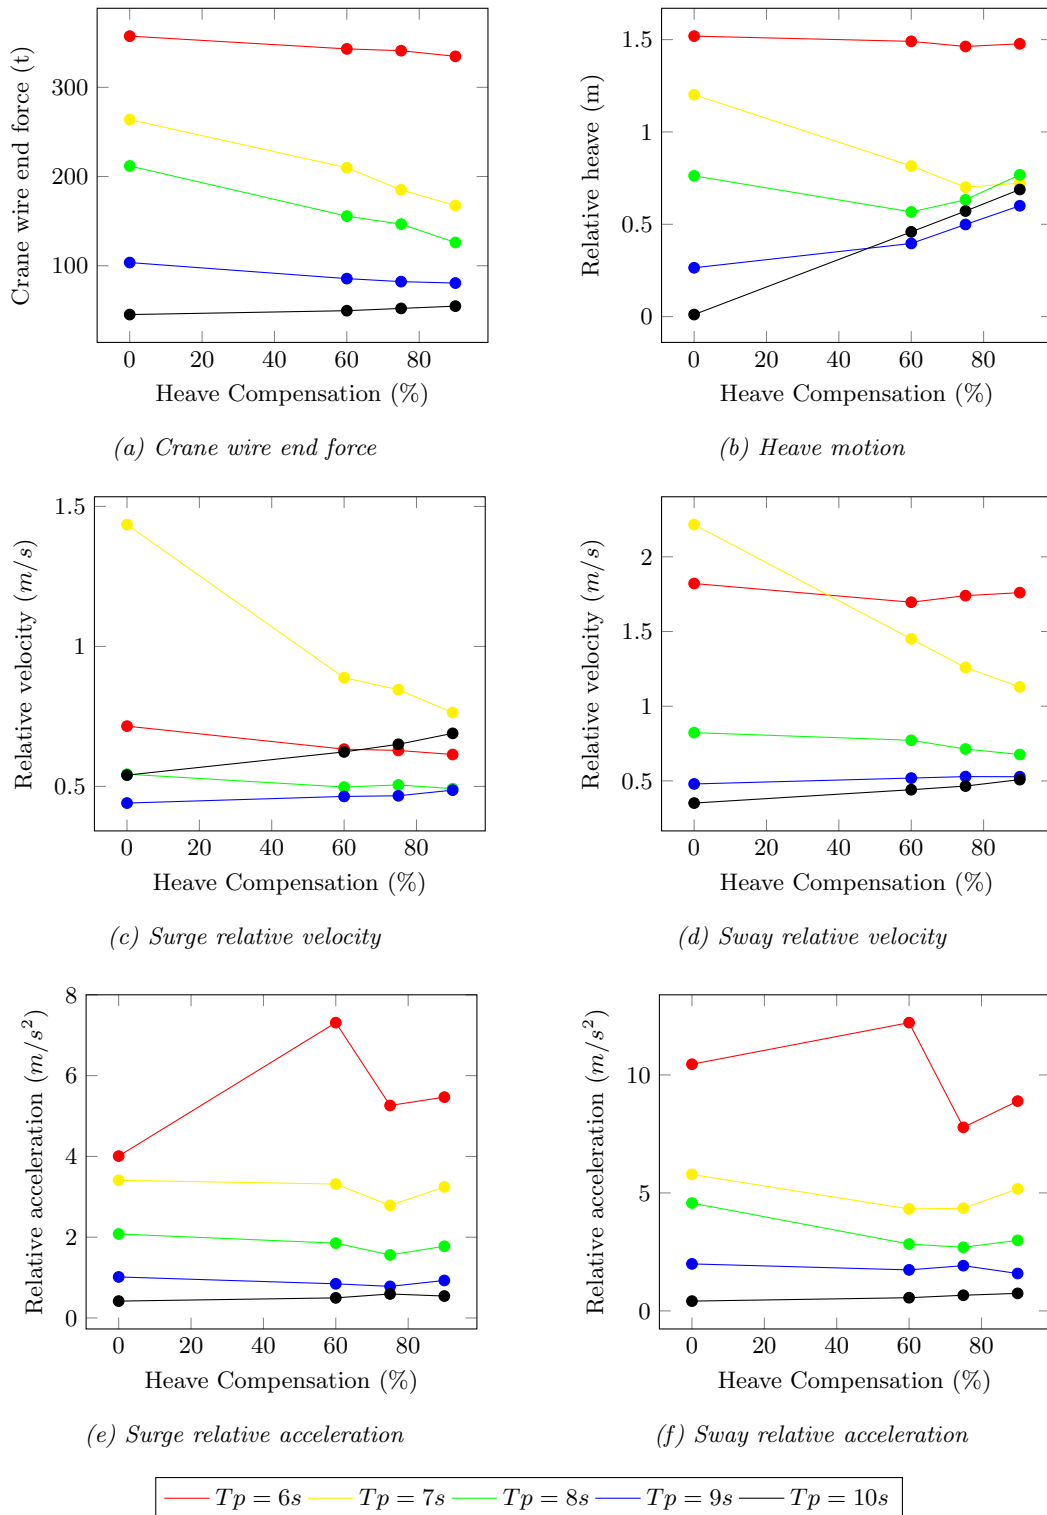 Crane wire end force (t)
300
200
100
0 20 40 60 80
Heave Compensation (%)
(a) Crane wire end force
Relative heave (m)
1.5
1
0.5
0
0 20 40 60 80
Heave Compensation (%)
(b) Heave motion
Relative velocity (m/s)
1.5
1
0.5
0 20 40 60 80
Heave Compensation (%)
(c) Surge relative velocity
Relative velocity (m/s)
2
1.5
1
0.5
0 20 40 60 80
Heave Compensation (%)
(d) Sway relative velocity
Relative acceleration (m/s²)
8
6
4
2
0
0 20 40 60 80
Heave Compensation (%)
(e) Surge relative acceleration
Relative acceleration (m/s²)
10
5
0
0 20 40 60 80
Heave Compensation (%)
(f) Sway relative acceleration
Tp = 6s Tp = 7s Tp = 8s Tp = 9s Tp = 10s